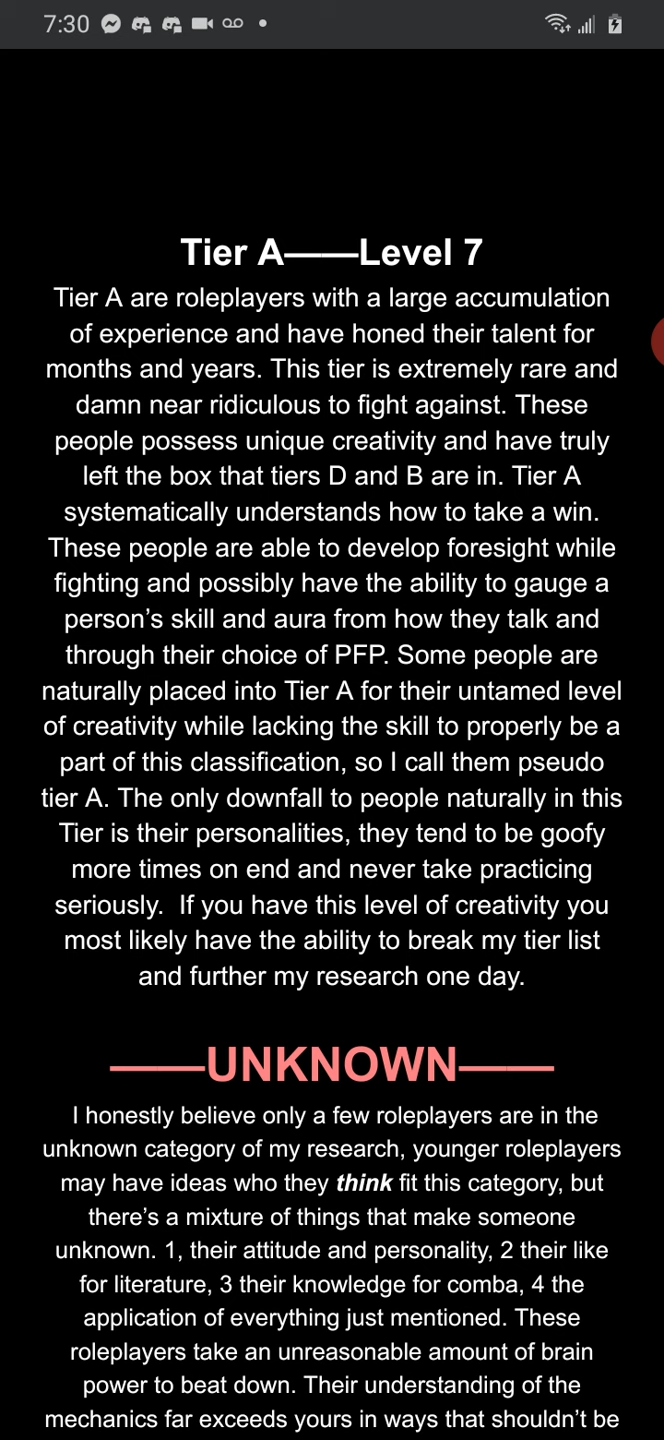 7:30
Tier A——Level 7
Tier A are roleplayers with a large accumulation
of experience and have honed their talent for
months and years. This tier is extremely rare and
damn near ridiculous to fight against. These
people possess unique creativity and have truly
left the box that tiers D and B are in. Tier A
systematically understands how to take a win.
These people are able to develop foresight while
fighting and possibly have the ability to gauge a
person’s skill and aura from how they talk and
through their choice of PFP. Some people are
naturally placed into Tier A for their untamed level
of creativity while lacking the skill to properly be a
part of this classification, so I call them pseudo
tier A. The only downfall to people naturally in this
Tier is their personalities, they tend to be goofy
more times on end and never take practicing
seriously.  If you have this level of creativity you
most likely have the ability to break my tier list
and further my research one day.
——UNKNOWN——
I honestly believe only a few roleplayers are in the
unknown category of my research, younger roleplayers
may have ideas who they think fit this category, but
there’s a mixture of things that make someone
unknown. 1, their attitude and personality, 2 their like
for literature, 3 their knowledge for comba, 4 the
application of everything just mentioned. These
roleplayers take an unreasonable amount of brain
power to beat down. Their understanding of the
mechanics far exceeds yours in ways that shouldn’t be